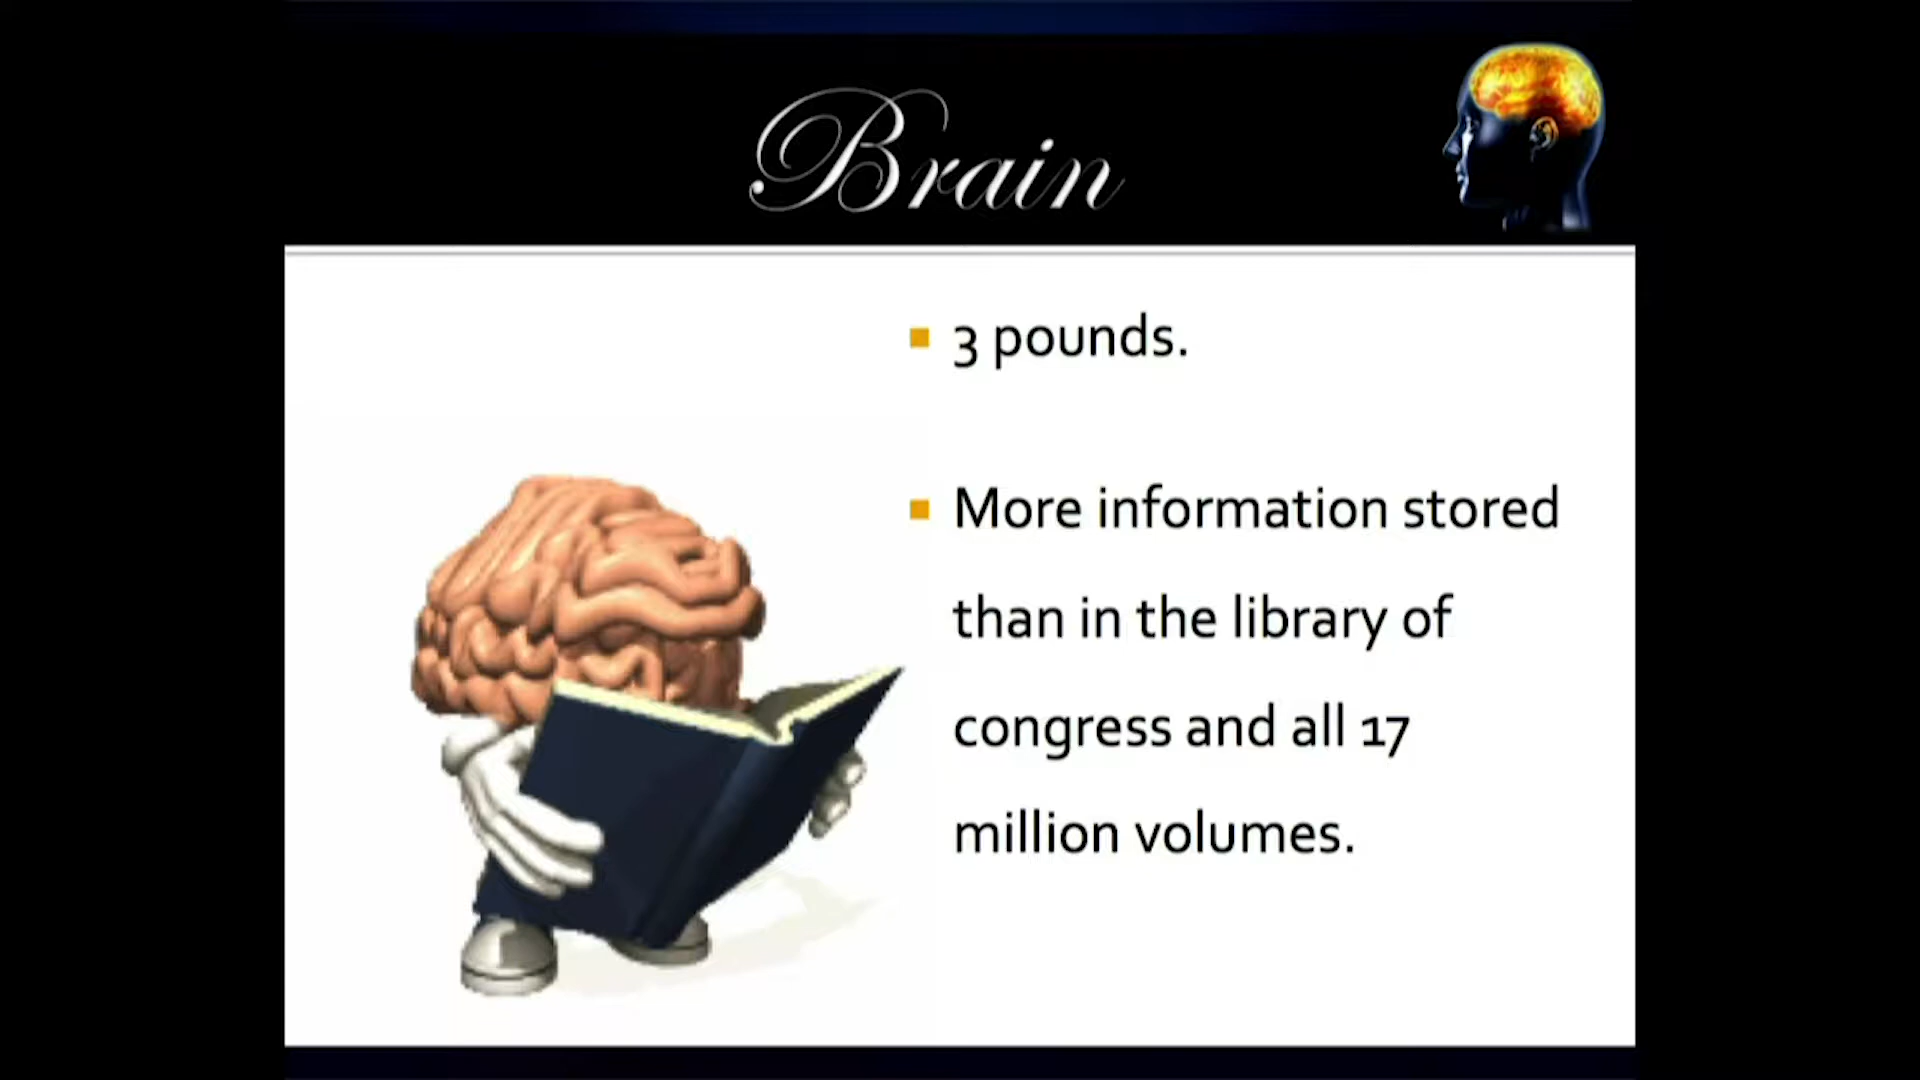 Brain
3 pounds.
More information stored
than in the library of
congress and all 17
million volumes.